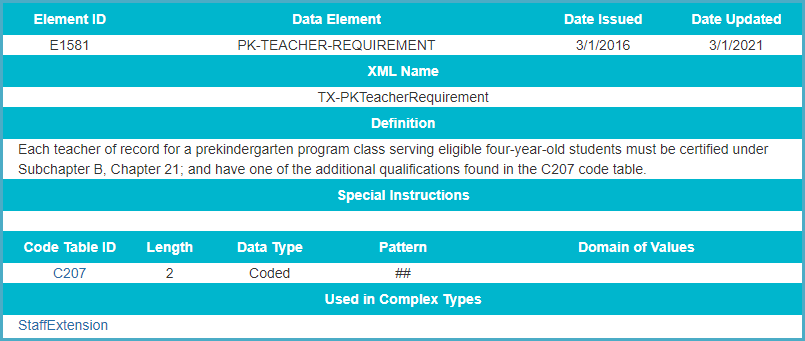 Element ID Data Element Date Issued Date Updated
E1581 PK-TEACHER-REQUIREMENT 3/1/2016 3/1/2021
XML Name
TX-PKTeacherRequirement
Definition
Each teacher of record for a prekindergarten program class serving eligible four-year-old students must be certified under
Subchapter B, Chapter 21; and have one of the additional qualifications found in the C207 code table.
Special Instructions
Code Table ID Length Data Type Pattern Domain of Values
C207 2 Coded ##
Used in Complex Types
StaffExtension